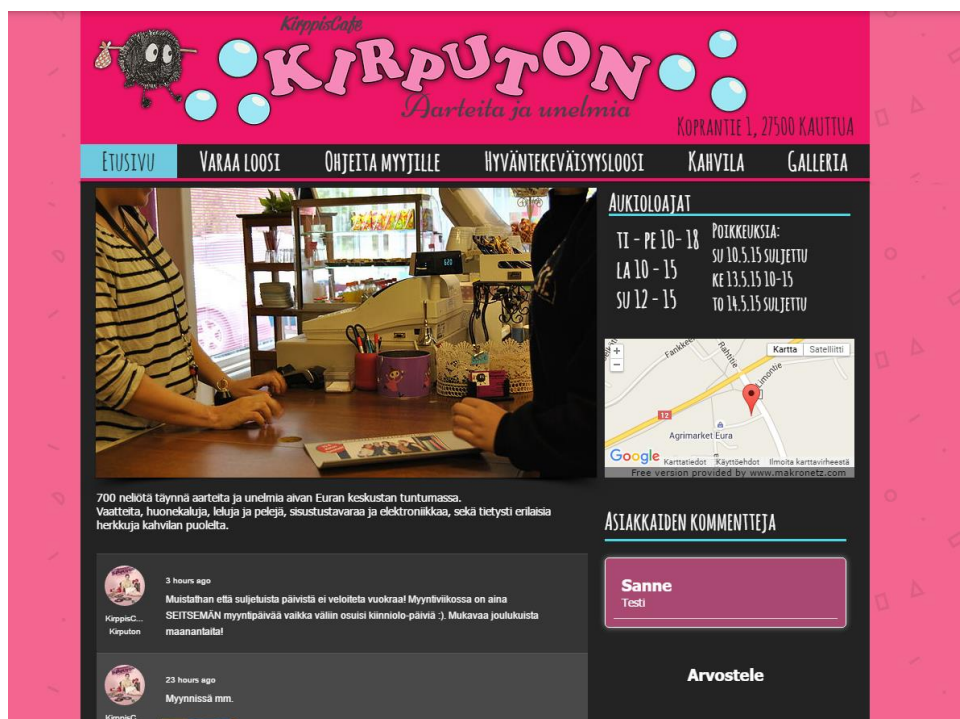 KirppisCafe
KIRPUTON
Aarteita ja unelmia
KOPRANTIE 1, 27500 KAUTTUA
ETUSIVU VARAA LOOSI OHJEITA MYYJILLE HYVÄNTEKEVÄISYYSLOOSI KAHVILA GALLERIA
AUKIOLOAJAT
TI - PE 10- 18
LA 10 - 15
SU 12 - 15
POIKKEUKSIA:
SU 10.5.15 SULJETTU
KE 13.5.15 10-15
TO 14.5.15 SULJETTU
Kartta Satelliitti
Rahtitie
Limontie
12
Agrimarket Eura
Google Karttatiedot Käyttöehdot Ilmoita karttavirheestä
Free version provided by www.makronetz.com
700 neliötä täynnä aarteita ja unelmia aivan Euran keskustan tuntumassa.
Vaatteita, huonekaluja, leluja ja pelejä, sisustustavaraa ja elektroniikkaa, sekä tietysti erilaisia
herkkuja kahvilan puolelta.
ASIAKKAIDEN KOMMENTTEJA
Sanne
Testi
Arvostele
KirppisC...
Kirputon
3 hours ago
Muistathan että suljetuista päivistä ei veloiteta vuokraa! Myyntiviikossa on aina
SEITSEMÄN myyntipäivää vaikka väliin osuisi kiinniolo-päiviä :). Mukavaa joulukuista
maanantaita!
23 hours ago
Myynnissä mm.
KirppisC...